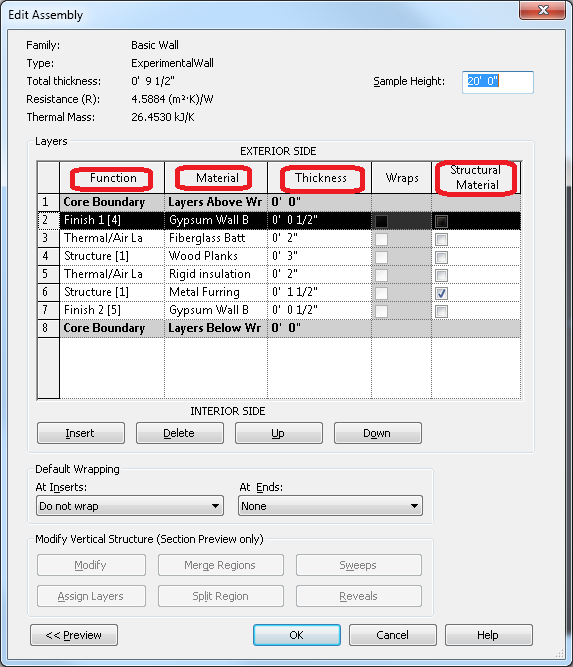 Edit Assembly
Family: Basic Wall
Type: ExperimentalWall
Total thickness: 0' 9 1/2" Sample Height: 20' 0"
Resistance (R): 4.5884 (m²·K)/W
Thermal Mass: 26.4530 kJ/K
Layers
EXTERIOR SIDE
Function Material Thickness Wraps Structural Material
1 Core Boundary Layers Above Wr 0' 0"
2 Finish 1 [4] Gypsum Wall B 0' 0 1/2"
3 Thermal/Air La Fiberglass Batt 0' 2"
4 Structure [1] Wood Planks 0' 3"
5 Thermal/Air La Rigid insulation 0' 2"
6 Structure [1] Metal Furring 0' 1 1/2"
7 Finish 2 [5] Gypsum Wall B 0' 0 1/2"
8 Core Boundary Layers Below Wr 0' 0"
INTERIOR SIDE
Insert Delete Up Down
Default Wrapping
At Inserts: At Ends:
Do not wrap None
Modify Vertical Structure (Section Preview only)
Modify Merge Regions Sweeps
Assign Layers Split Region Reveals
<< Preview OK Cancel Help